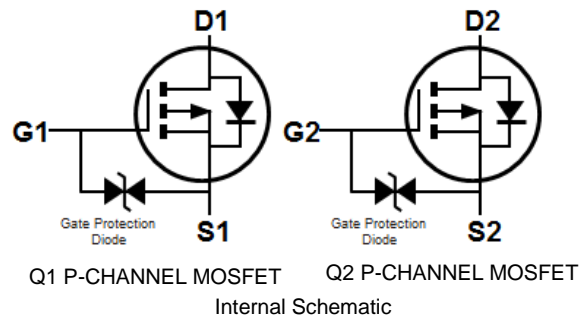 D1 D2
G1 G2
Gate Protection Diode S1 Gate Protection Diode S2
Q1 P-CHANNEL MOSFET Q2 P-CHANNEL MOSFET
Internal Schematic